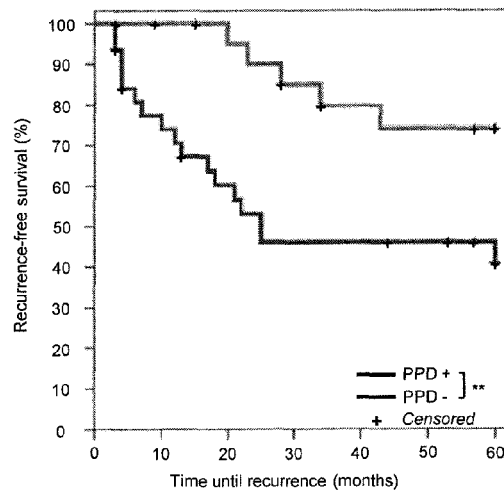 Recurrence-free survival (%)
100
90
80
70
60
50
40
30
20
10
0
PPD +
PPD -
**
+ Censored
0 10 20 30 40 50 60
Time until recurrence (months)